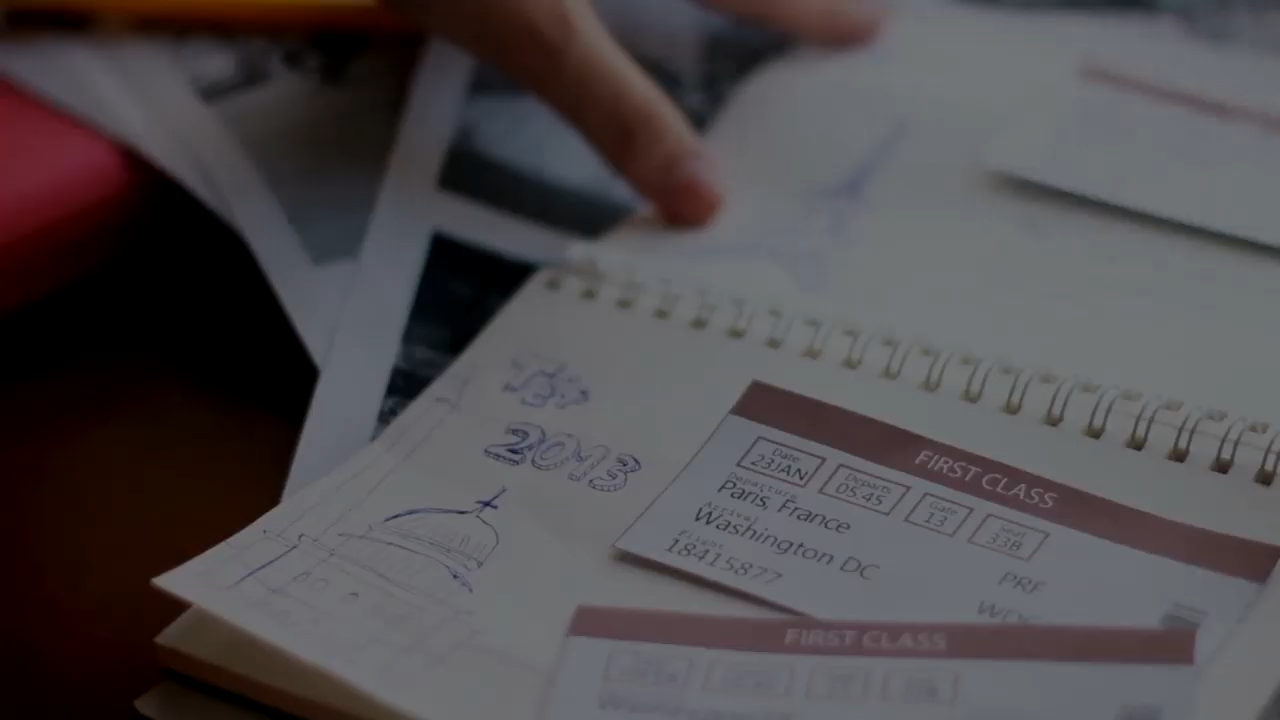 2013
FIRST CLASS
Date Departs Gate Seat
23JAN 05:45 13 33B
Departure
Paris, France
Arrival
Washington DC
Flight
18415877
FIRST CLASS